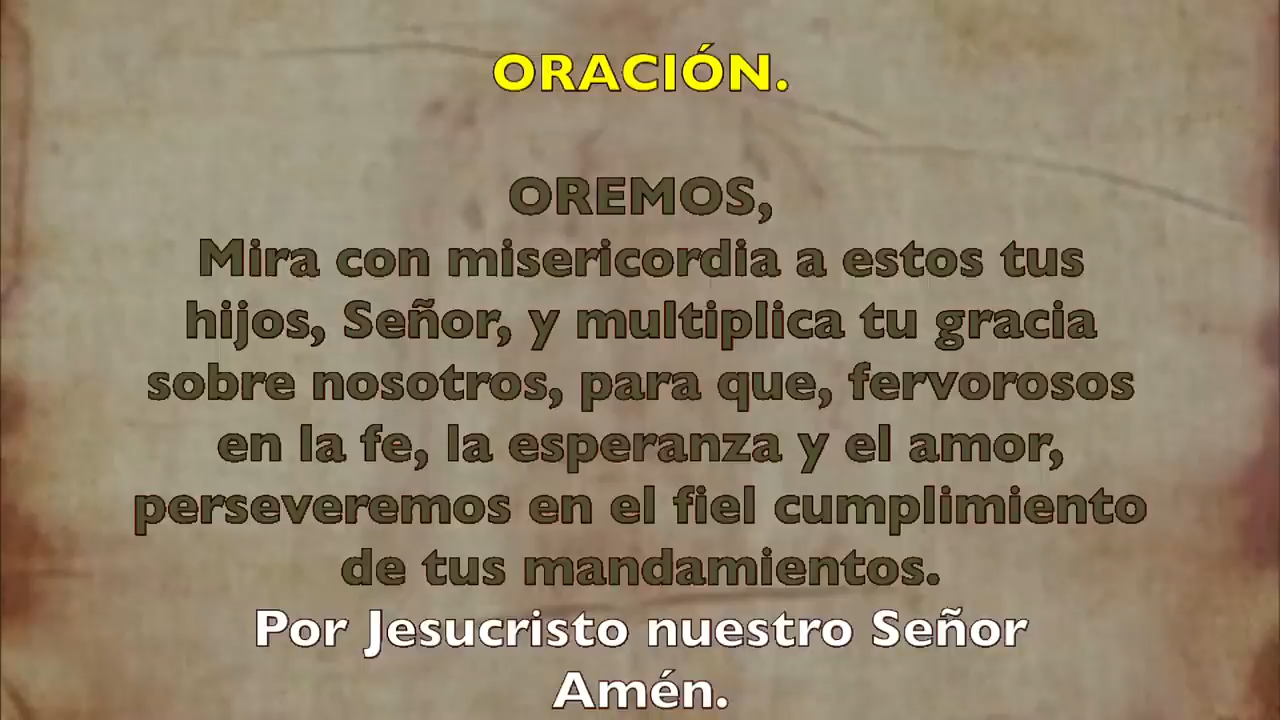 ORACIÓN.
OREMOS,
Mira con misericordia a estos tus
hijos, Señor, y multiplica tu gracia
sobre nosotros, para que, fervorosos
en la fe, la esperanza y el amor,
perseveremos en el fiel cumplimiento
de tus mandamientos.
Por Jesucristo nuestro Señor
Amén.